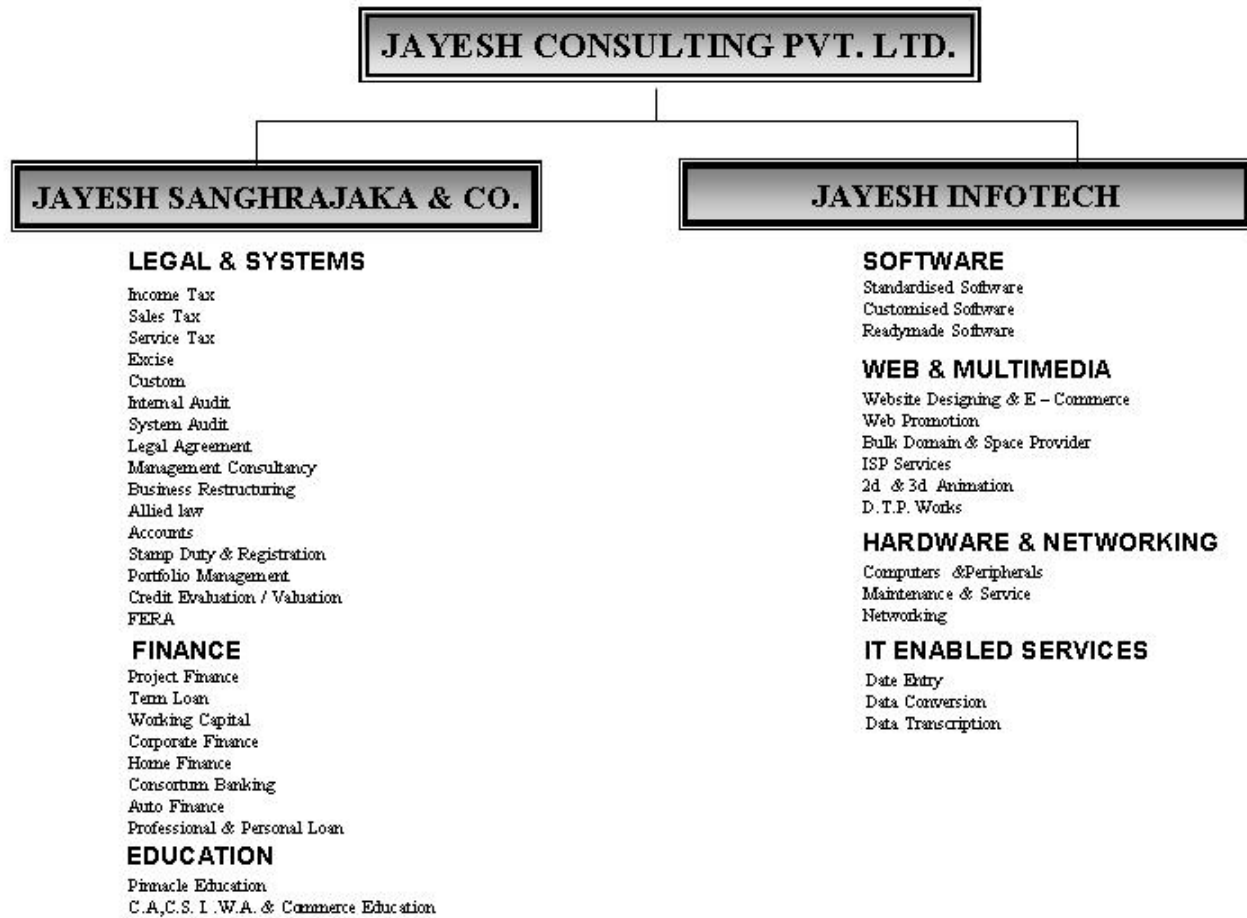 JAYESH CONSULTING PVT. LTD.
JAYESH SANGHRAJAKA & CO.
LEGAL & SYSTEMS
Income Tax
Sales Tax
Service Tax
Excise
Custom
Internal Audit
System Audit
Legal Agreement
Management Consultancy
Business Restructuring
Allied law
Accounts
Stamp Duty & Registration
Portfolio Management
Credit Evaluation / Valuation
FERA
FINANCE
Project Finance
Term Loan
Working Capital
Corporate Finance
Home Finance
Consortum Banking
Auto Finance
Professional & Personal Loan
EDUCATION
Pinnacle Education
C.A,C.S. I .W.A. & Commerce Education
JAYESH INFOTECH
SOFTWARE
Standardised Software
Customised Software
Readymade Software
WEB & MULTIMEDIA
Website Designing & E – Commerce
Web Promotion
Bulk Domain & Space Provider
ISP Services
2d & 3d Animation
D.T.P. Works
HARDWARE & NETWORKING
Computers &Peripherals
Maintenance & Service
Networking
IT ENABLED SERVICES
Date Entry
Data Conversion
Data Transcription